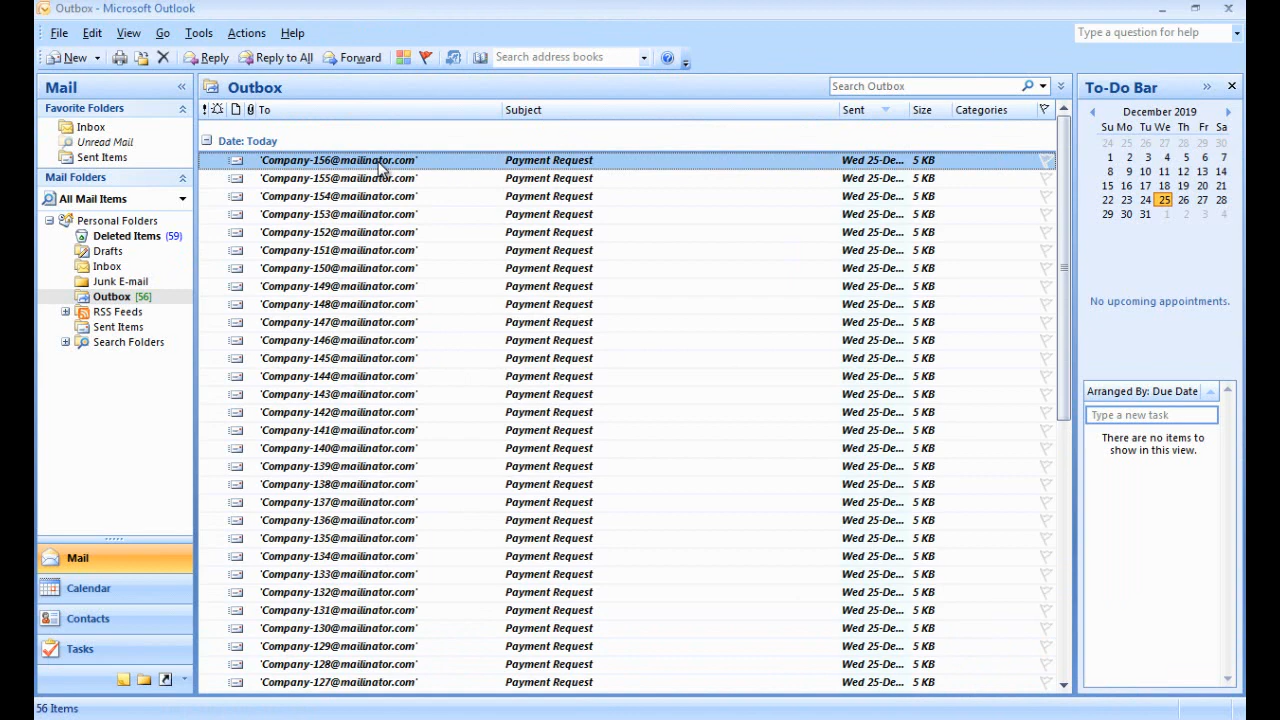 Outbox - Microsoft Outlook
File Edit View Go Tools Actions Help Type a question for help
New Reply Reply to All Forward Search address books
Mail « Outbox Search Outbox To-Do Bar »
Favorite Folders
Inbox
Unread Mail
Sent Items
Mail Folders
All Mail Items
Personal Folders
Deleted Items (59)
Drafts
Inbox
Junk E-mail
Outbox [56]
RSS Feeds
Sent Items
Search Folders
Mail
Calendar
Contacts
Tasks
To Subject Sent Size Categories
Date: Today
'Company-156@mailinator.com' Payment Request Wed 25-De... 5 KB
'Company-155@mailinator.com' Payment Request Wed 25-De... 5 KB
'Company-154@mailinator.com' Payment Request Wed 25-De... 5 KB
'Company-153@mailinator.com' Payment Request Wed 25-De... 5 KB
'Company-152@mailinator.com' Payment Request Wed 25-De... 5 KB
'Company-151@mailinator.com' Payment Request Wed 25-De... 5 KB
'Company-150@mailinator.com' Payment Request Wed 25-De... 5 KB
'Company-149@mailinator.com' Payment Request Wed 25-De... 5 KB
'Company-148@mailinator.com' Payment Request Wed 25-De... 5 KB
'Company-147@mailinator.com' Payment Request Wed 25-De... 5 KB
'Company-146@mailinator.com' Payment Request Wed 25-De... 5 KB
'Company-145@mailinator.com' Payment Request Wed 25-De... 5 KB
'Company-144@mailinator.com' Payment Request Wed 25-De... 5 KB
'Company-143@mailinator.com' Payment Request Wed 25-De... 5 KB
'Company-142@mailinator.com' Payment Request Wed 25-De... 5 KB
'Company-141@mailinator.com' Payment Request Wed 25-De... 5 KB
'Company-140@mailinator.com' Payment Request Wed 25-De... 5 KB
'Company-139@mailinator.com' Payment Request Wed 25-De... 5 KB
'Company-138@mailinator.com' Payment Request Wed 25-De... 5 KB
'Company-137@mailinator.com' Payment Request Wed 25-De... 5 KB
'Company-136@mailinator.com' Payment Request Wed 25-De... 5 KB
'Company-135@mailinator.com' Payment Request Wed 25-De... 5 KB
'Company-134@mailinator.com' Payment Request Wed 25-De... 5 KB
'Company-133@mailinator.com' Payment Request Wed 25-De... 5 KB
'Company-132@mailinator.com' Payment Request Wed 25-De... 5 KB
'Company-131@mailinator.com' Payment Request Wed 25-De... 5 KB
'Company-130@mailinator.com' Payment Request Wed 25-De... 5 KB
'Company-129@mailinator.com' Payment Request Wed 25-De... 5 KB
'Company-128@mailinator.com' Payment Request Wed 25-De... 5 KB
'Company-127@mailinator.com' Payment Request Wed 25-De... 5 KB
December 2019
Su Mo Tu We Th Fr Sa
24 25 26 27 28 29 30
1 2 3 4 5 6 7
8 9 10 11 12 13 14
15 16 17 18 19 20 21
22 23 24 25 26 27 28
29 30 31 1 2 3 4
No upcoming appointments.
Arranged By: Due Date
Type a new task
There are no items to
show in this view.
56 Items